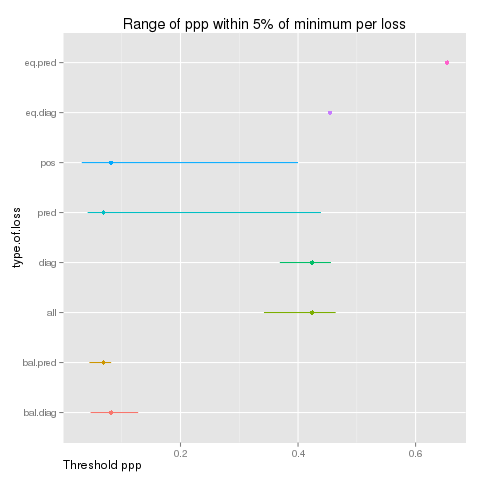 Range of ppp within 5% of minimum per loss
eq.pred
eq.diag
pos
pred
diag
all
bal.pred
bal.diag
type.of.loss
0.2 0.4 0.6
Threshold ppp